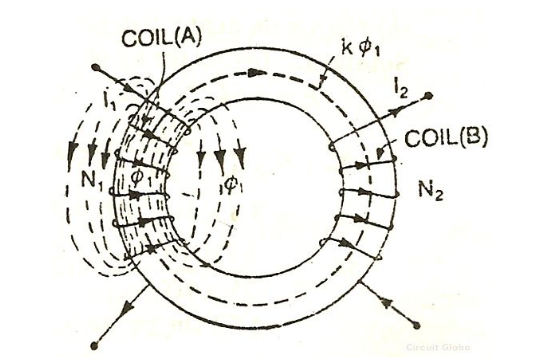 COIL(A)
kϕ₁
I₁
I₂
COIL(B)
N₁
ϕ₁
ϕ
N₂
Circuit Globe